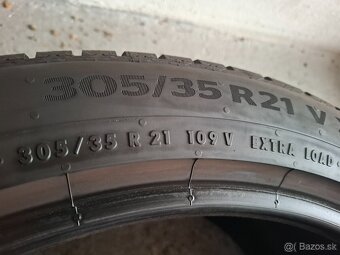 305/35 R21 V
305/35 R 21 109 V EXTRA LOAD
© Bazos.sk